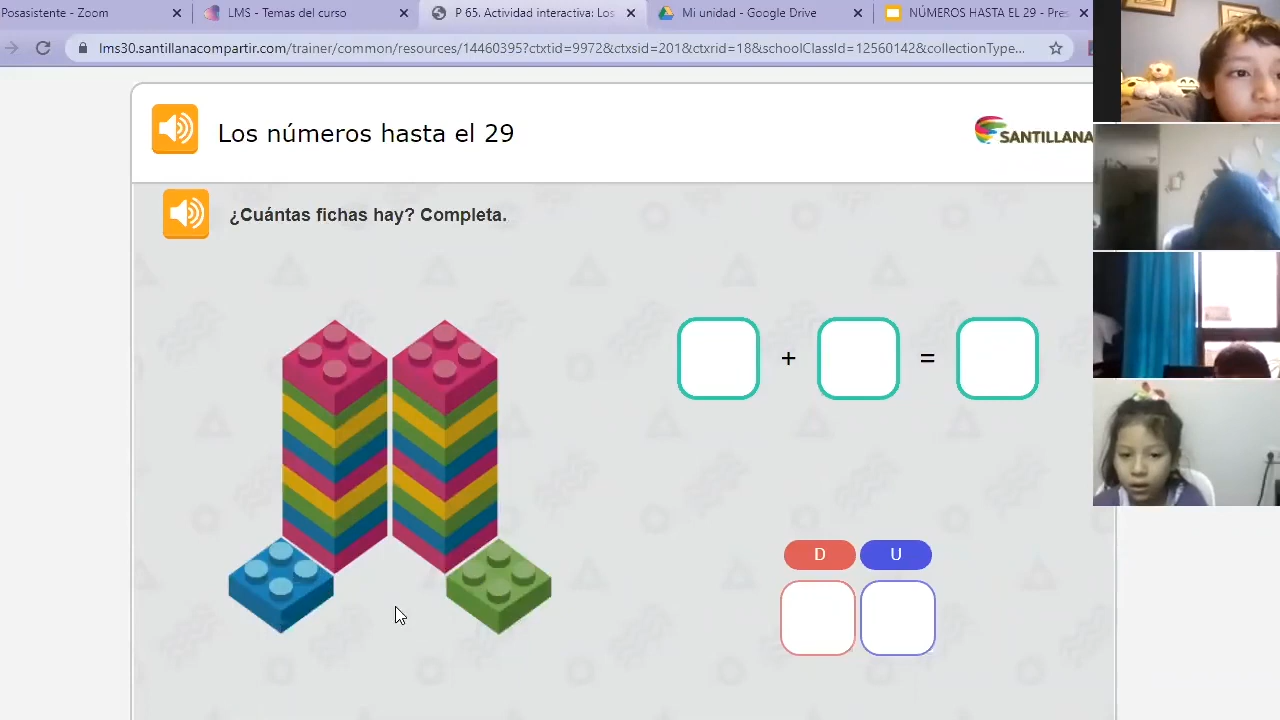 Posasistente - Zoom
LMS - Temas del curso
P.65. Actividad interactiva: Los
Mi unidad - Google Drive
NÚMEROS HASTA EL 29 - Pres
lms30.santillanacompartir.com/trainer/common/resources/14460395?ctxtid=9972&ctxsid=201&ctxrid=18&schoolClassId=12560142&collectionType...
Los números hasta el 29
SANTILLANA
¿Cuántas fichas hay? Completa.
+ =
D U